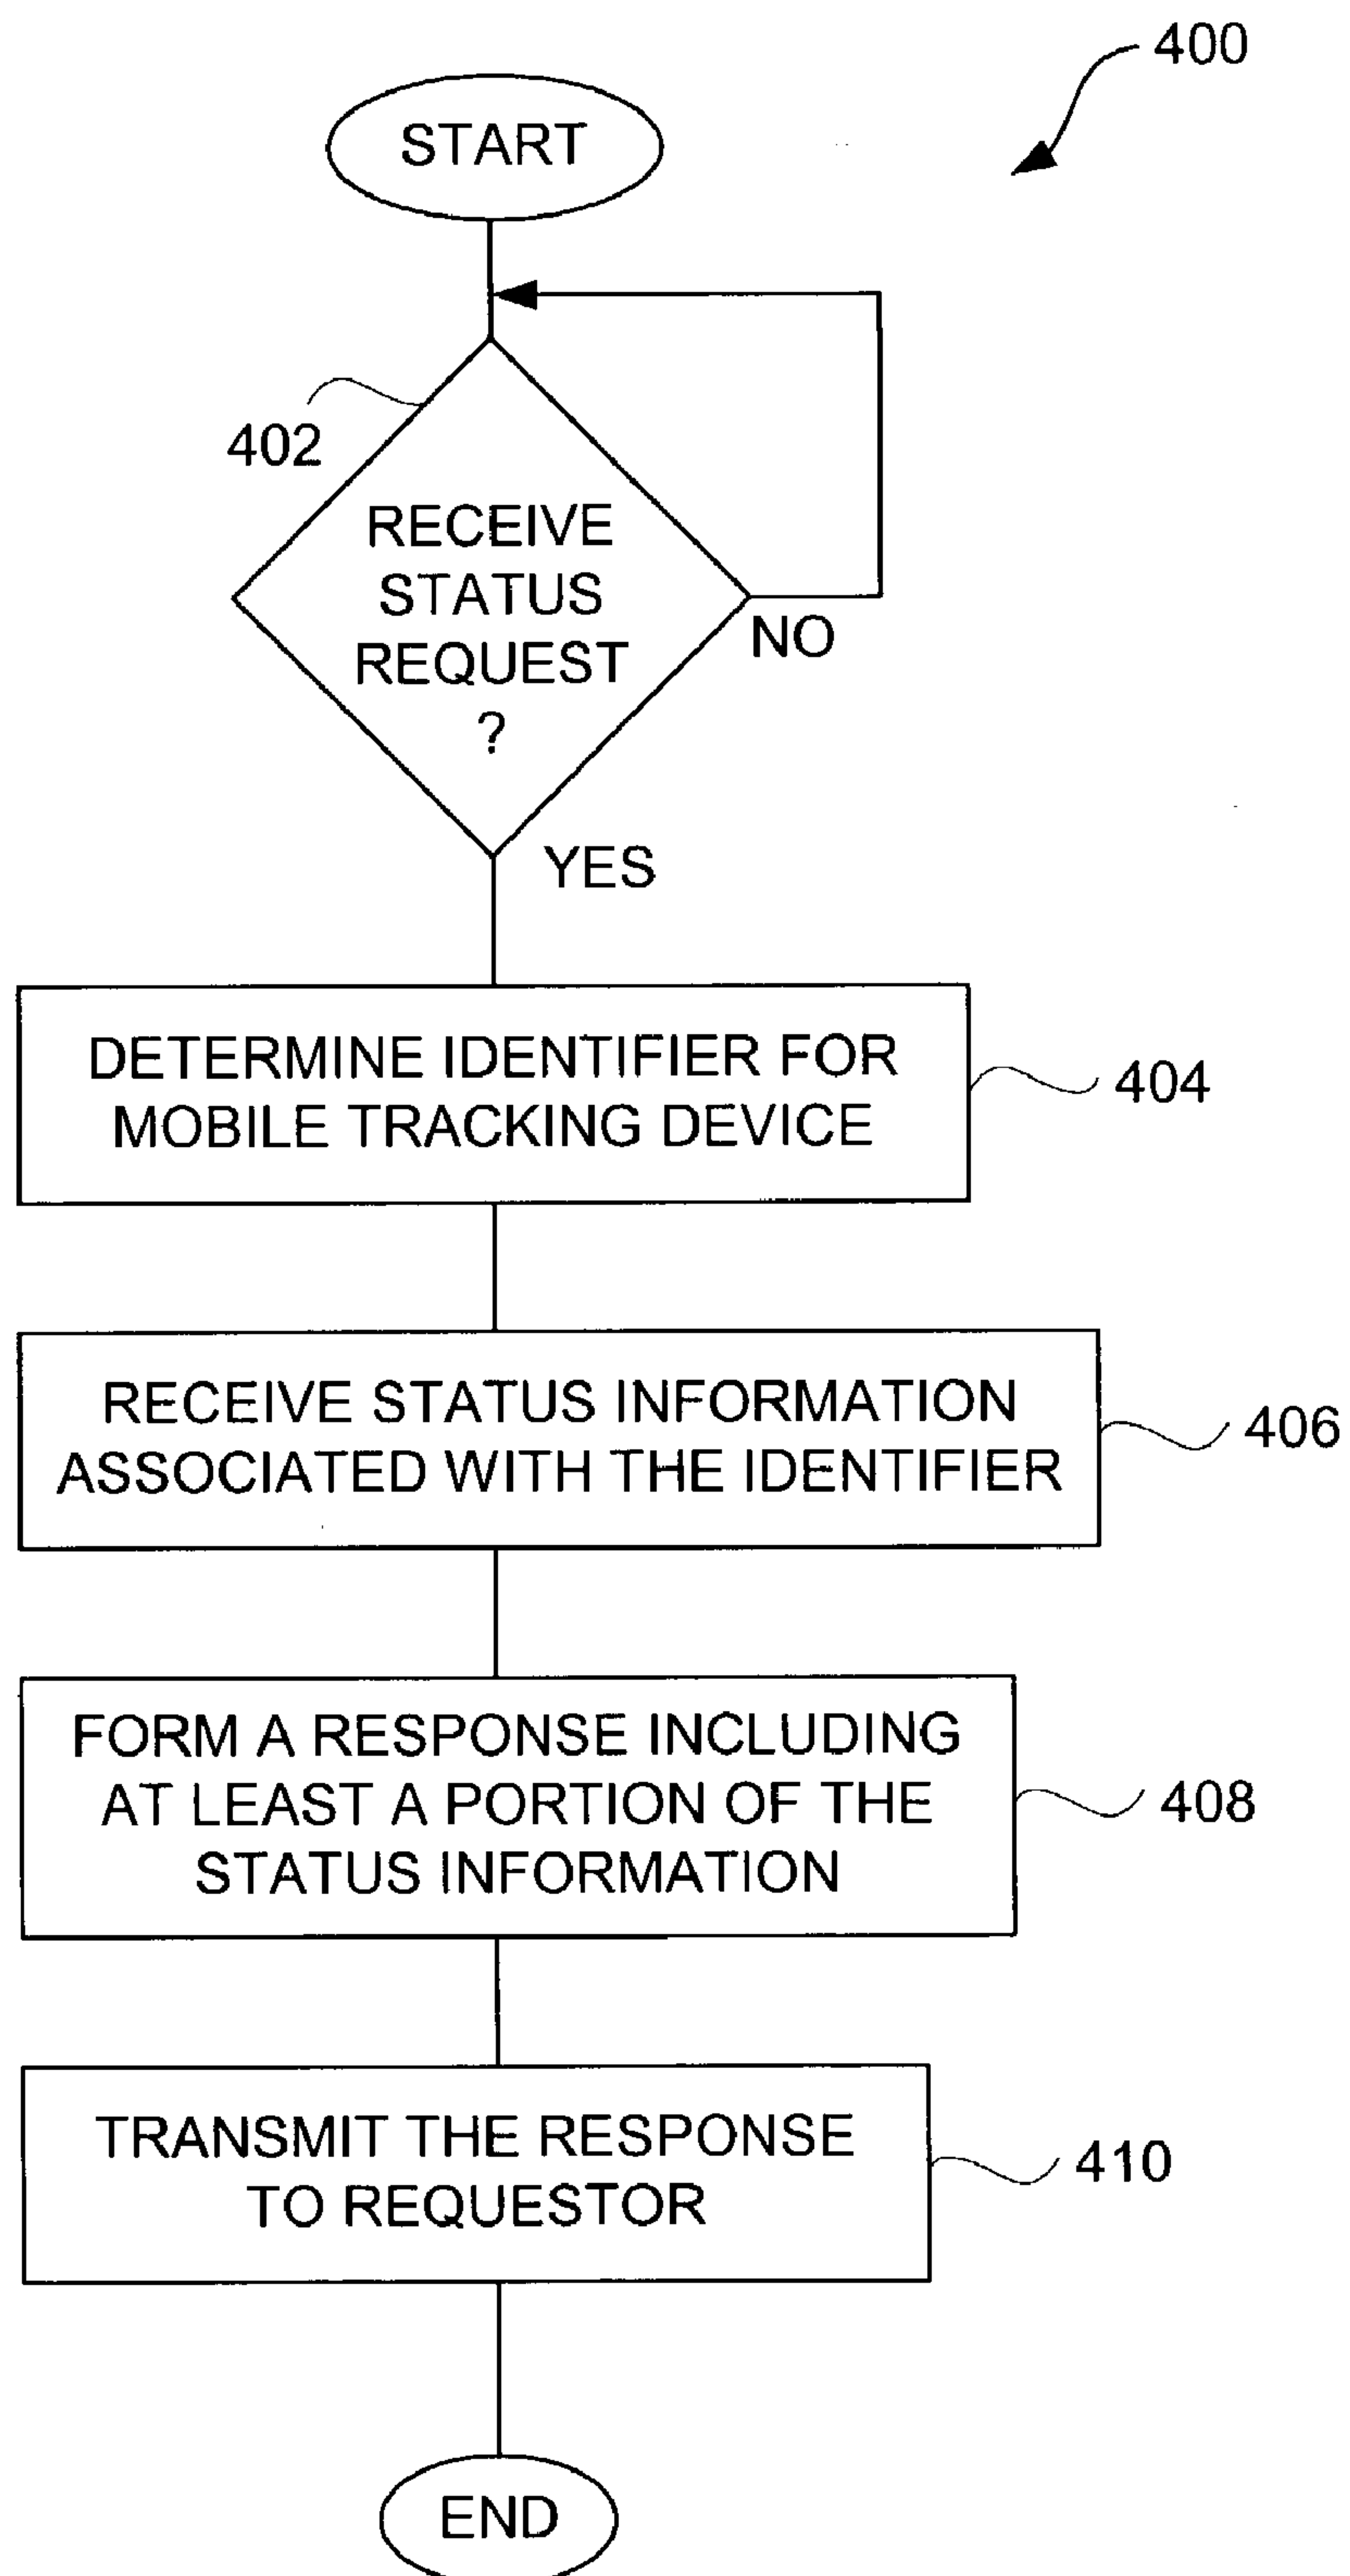 400
START
402
RECEIVE
STATUS
REQUEST
?
NO
YES
DETERMINE IDENTIFIER FOR
MOBILE TRACKING DEVICE
404
RECEIVE STATUS INFORMATION
ASSOCIATED WITH THE IDENTIFIER
406
FORM A RESPONSE INCLUDING
AT LEAST A PORTION OF THE
STATUS INFORMATION
408
TRANSMIT THE RESPONSE
TO REQUESTOR
410
END